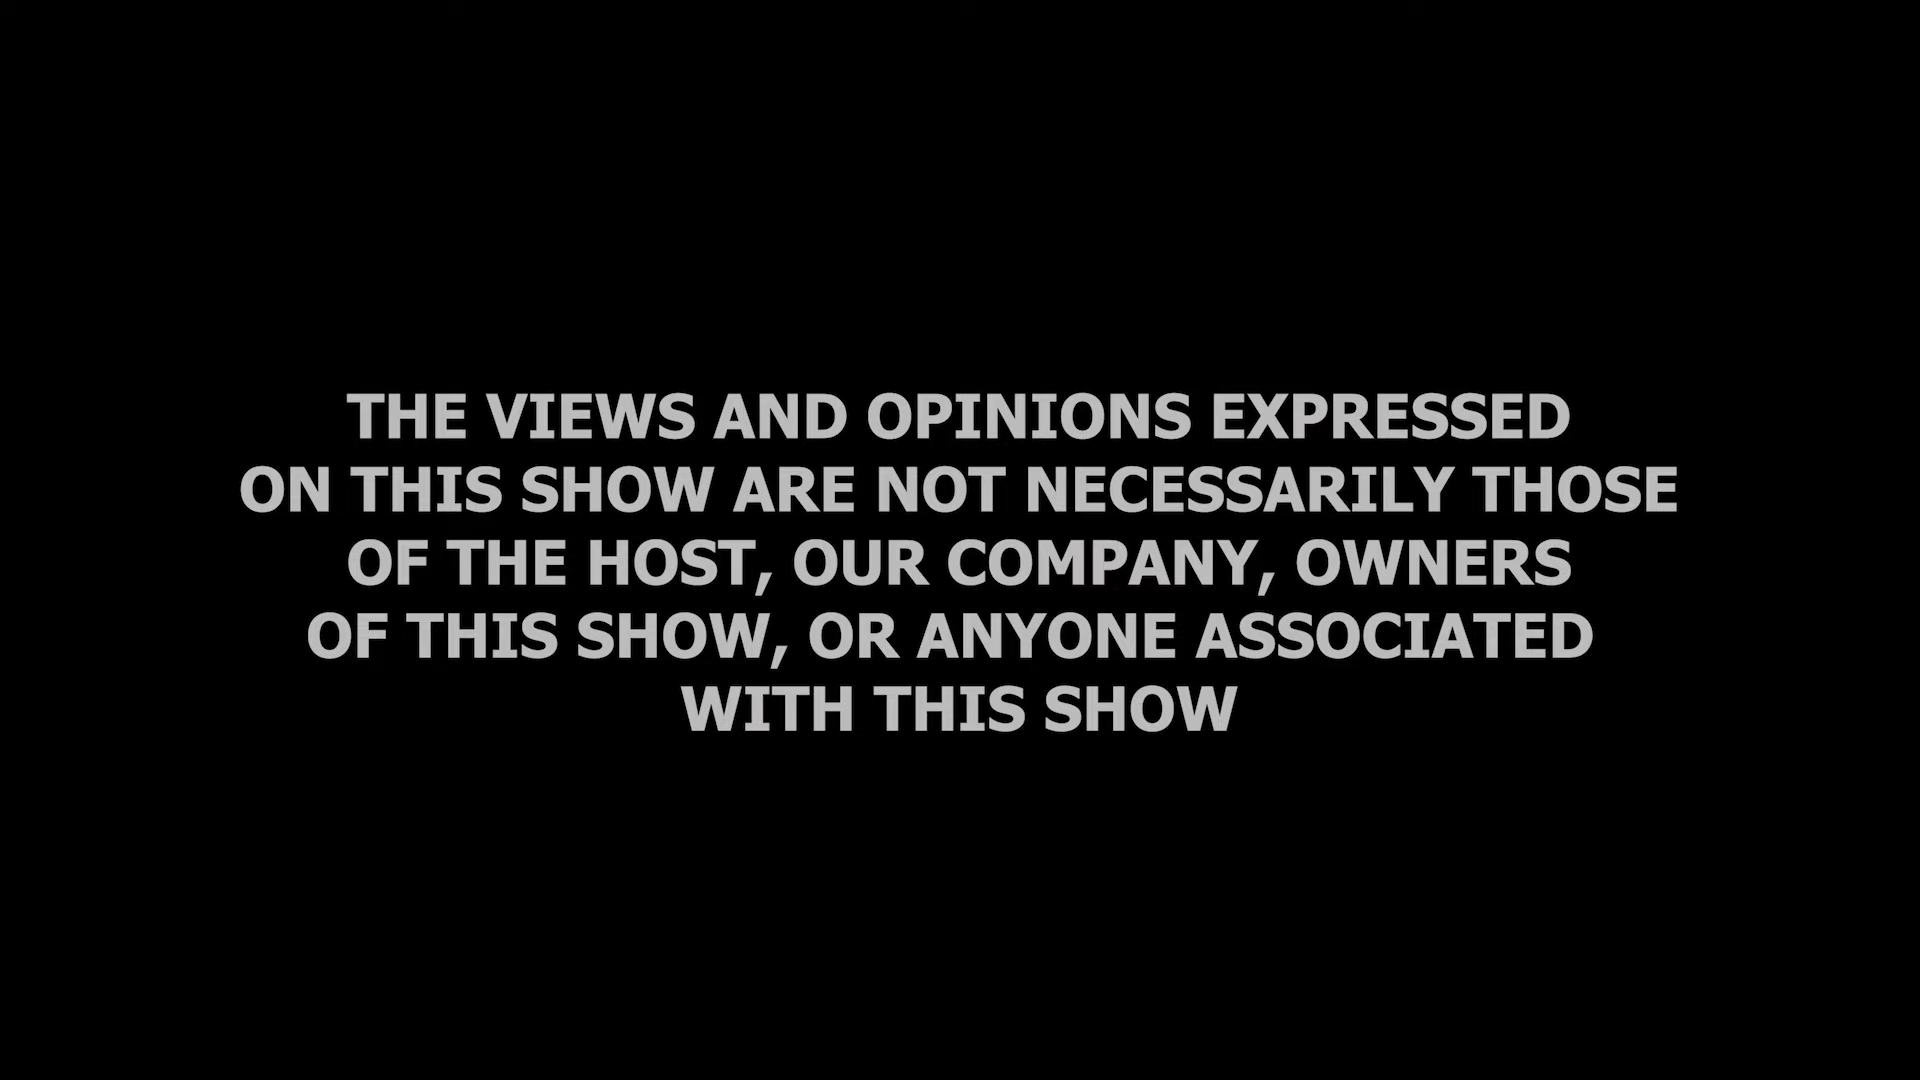 THE VIEWS AND OPINIONS EXPRESSED
ON THIS SHOW ARE NOT NECESSARILY THOSE
OF THE HOST, OUR COMPANY, OWNERS
OF THIS SHOW, OR ANYONE ASSOCIATED
WITH THIS SHOW